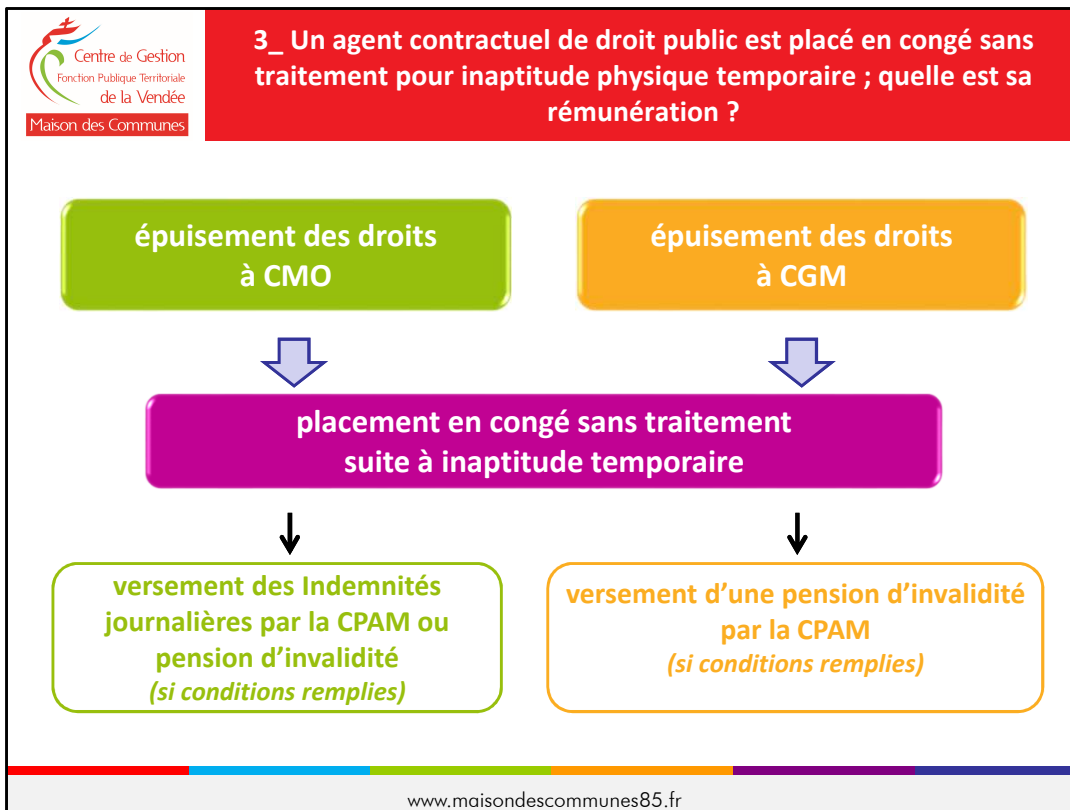 Centre de Gestion
Fonction Publique Territoriale
de la Vendée
Maison des Communes
3_ Un agent contractuel de droit public est placé en congé sans
traitement pour inaptitude physique temporaire ; quelle est sa
rémunération ?
épuisement des droits
à CMO
épuisement des droits
à CGM
placement en congé sans traitement
suite à inaptitude temporaire
versement des Indemnités
journalières par la CPAM ou
pension d’invalidité
(si conditions remplies)
versement d’une pension d’invalidité
par la CPAM
(si conditions remplies)
www.maisondescommunes85.fr